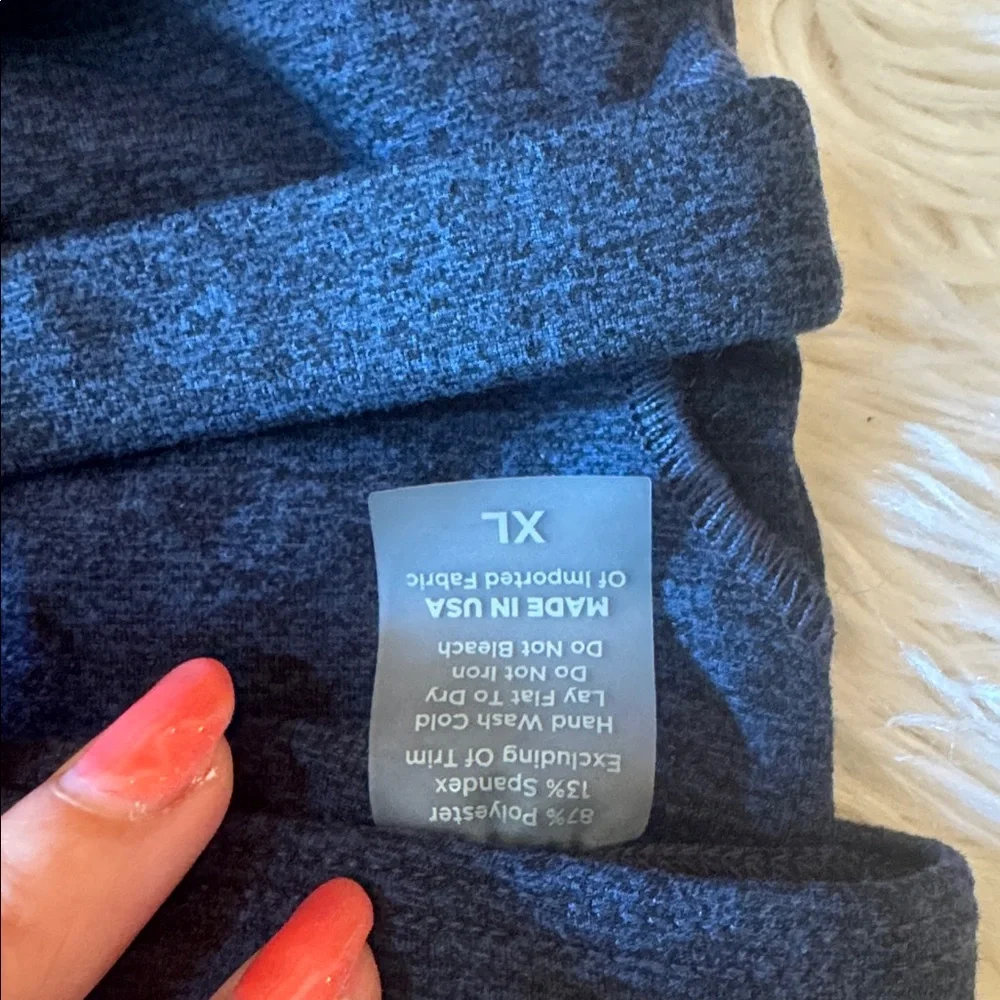 87% Polyester
13% Spandex
Excluding Of Trim
Hand Wash Cold
Lay Flat To Dry
Do Not Iron
Do Not Bleach
MADE IN USA
Of Imported Fabric
XL